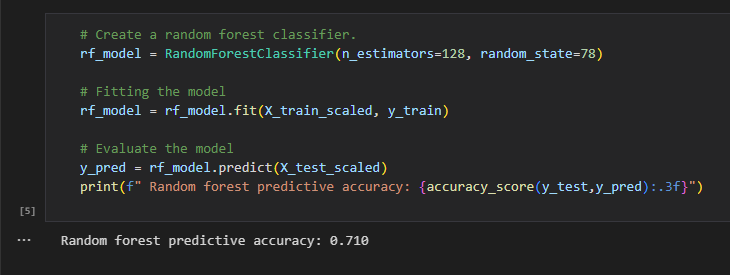 # Create a random forest classifier.
rf_model = RandomForestClassifier(n_estimators=128, random_state=78)
# Fitting the model
rf_model = rf_model.fit(X_train_scaled, y_train)
# Evaluate the model
y_pred = rf_model.predict(X_test_scaled)
print(f" Random forest predictive accuracy: {accuracy_score(y_test,y_pred):.3f}")
[5]
... Random forest predictive accuracy: 0.710